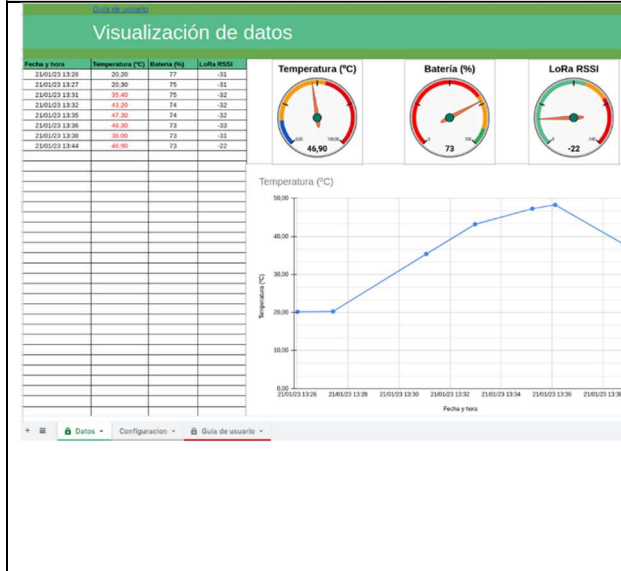 Guía de usuario
Visualización de datos
Fecha y hora Temperatura (ºC) Batería (%) LoRa RSSI
21/01/23 13:26 20,20 77 -31
21/01/23 13:27 20,30 75 -31
21/01/23 13:31 35,40 75 -32
21/01/23 13:32 43,20 74 -32
21/01/23 13:35 47,30 74 -32
21/01/23 13:36 48,30 73 -33
21/01/23 13:38 38,00 73 -31
21/01/23 13:44 46,90 73 -22
Temperatura (ºC) Batería (%) LoRa RSSI
46,90 73 -22
Temperatura (ºC)
50,00
40,00
30,00
20,00
10,00
0,00
Temperatura (ºC)
21/01/23 13:26 21/01/23 13:28 21/01/23 13:30 21/01/23 13:32 21/01/23 13:34 21/01/23 13:36 21/01/23 13:38
Fecha y hora
Datos Configuracion Guía de usuario